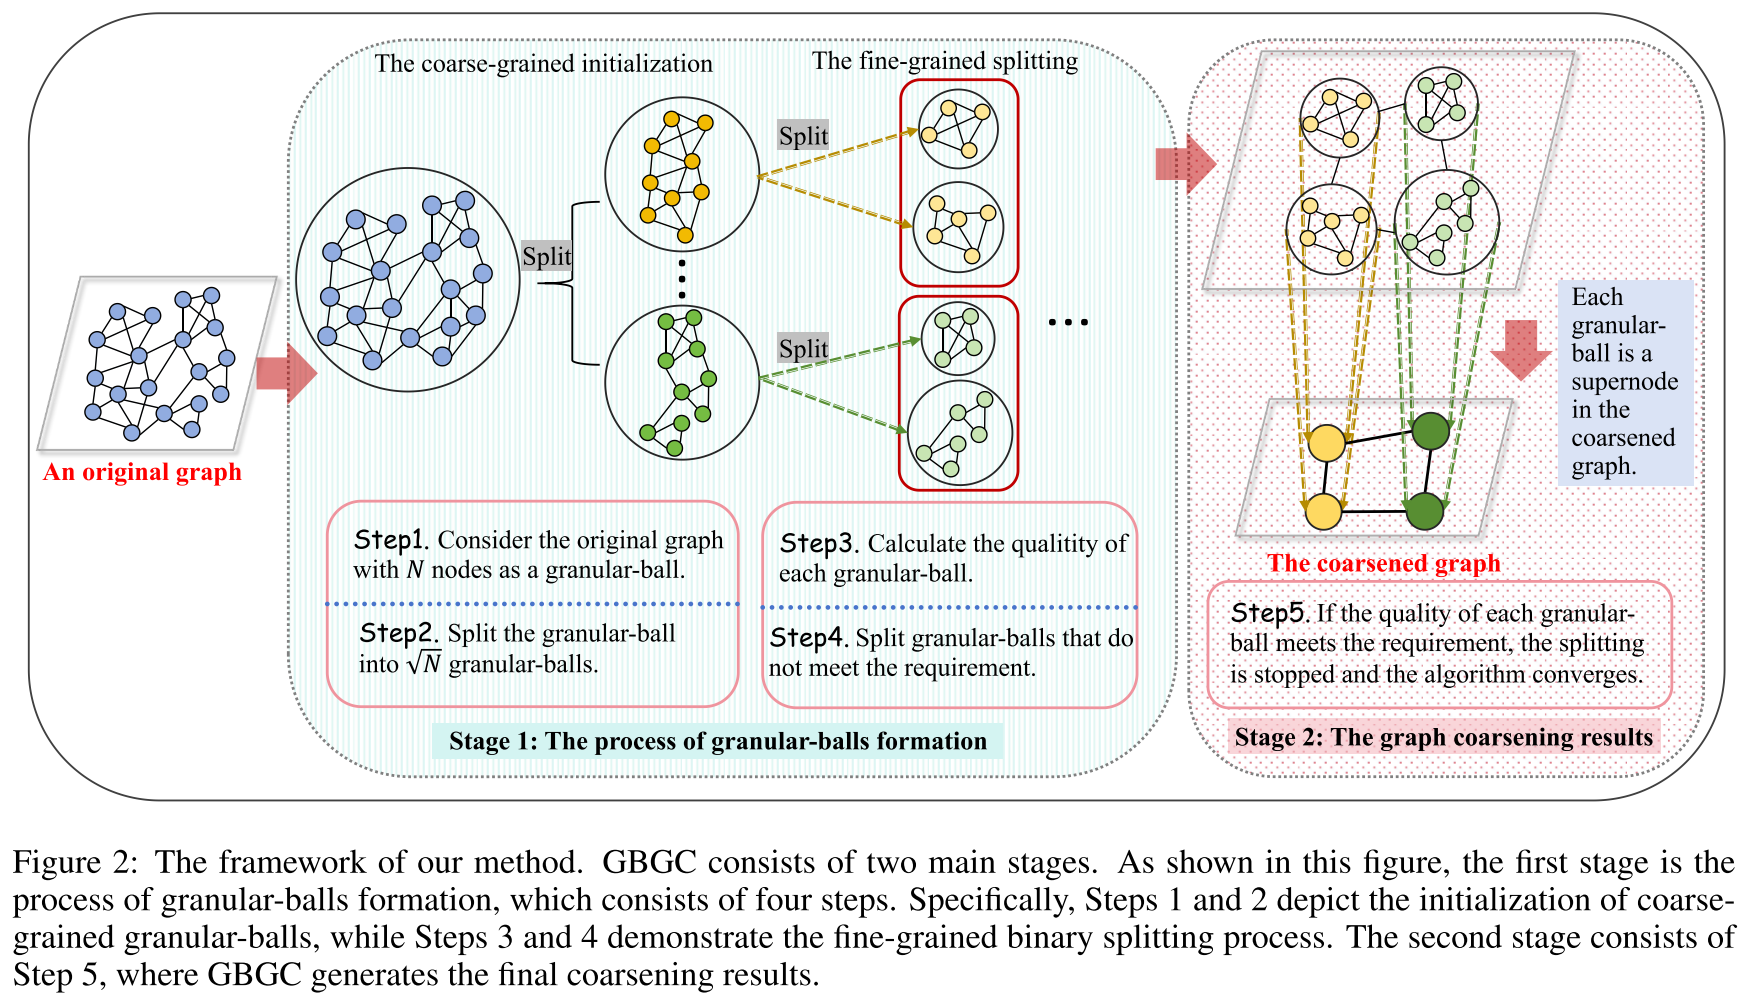 The coarse-grained initialization
The fine-grained splitting
Split
Split
Split
An original graph
Each
granular-
ball is a
supernode
in the
coarsened
graph.
The coarsened graph
Step1. Consider the original graph
with N nodes as a granular-ball.
Step2. Split the granular-ball
into √N granular-balls.
Step3. Calculate the qualitity of
each granular-ball.
Step4. Split granular-balls that do
not meet the requirement.
Step5. If the quality of each granular-
ball meets the requirement, the splitting
is stopped and the algorithm converges.
Stage 1: The process of granular-balls formation
Stage 2: The graph coarsening results
Figure 2: The framework of our method. GBGC consists of two main stages. As shown in this figure, the first stage is the
process of granular-balls formation, which consists of four steps. Specifically, Steps 1 and 2 depict the initialization of coarse-
grained granular-balls, while Steps 3 and 4 demonstrate the fine-grained binary splitting process. The second stage consists of
Step 5, where GBGC generates the final coarsening results.